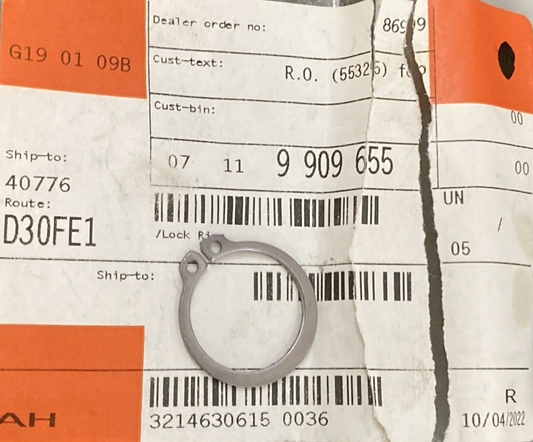 Dealer order no:
G19 01 09B
Cust-text:
R.O.
Cust-bin:
00
Ship-to:
07 11 9 909 655
00
40776
Route:
UN
D30FE1
/Lock
/
05
Ship-to:
R
AH
3214630615 0036
10/04/2022